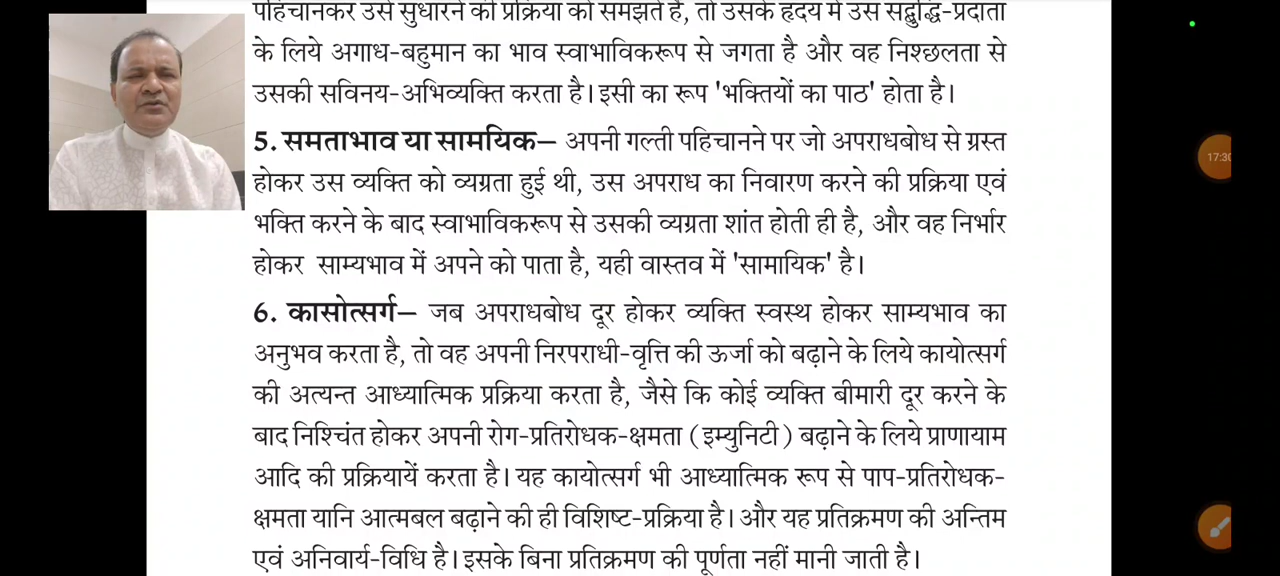 पहिचानकर उसे सुधारने की प्रक्रिया को समझते हैं, तो उसके हृदय में उस सद्बुद्धि-प्रदाता
के लिये अगाध-बहुमान का भाव स्वाभाविकरूप से जगता है और वह निश्छलता से
उसकी सविनय-अभिव्यक्ति करता है। इसी का रूप 'भक्तियों का पाठ' होता है।
5. समताभाव या सामयिक— अपनी गल्ती पहिचानने पर जो अपराधबोध से ग्रस्त
होकर उस व्यक्ति को व्यग्रता हुई थी, उस अपराध का निवारण करने की प्रक्रिया एवं
भक्ति करने के बाद स्वाभाविकरूप से उसकी व्यग्रता शांत होती ही है, और वह निर्भार
होकर साम्यभाव में अपने को पाता है, यही वास्तव में 'सामायिक' है।
6. कासोत्सर्ग— जब अपराधबोध दूर होकर व्यक्ति स्वस्थ होकर साम्यभाव का
अनुभव करता है, तो वह अपनी निरपराधी-वृत्ति की ऊर्जा को बढ़ाने के लिये कायोत्सर्ग
की अत्यन्त आध्यात्मिक प्रक्रिया करता है, जैसे कि कोई व्यक्ति बीमारी दूर करने के
बाद निश्चिंत होकर अपनी रोग-प्रतिरोधक-क्षमता (इम्युनिटी) बढ़ाने के लिये प्राणायाम
आदि की प्रक्रियायें करता है। यह कायोत्सर्ग भी आध्यात्मिक रूप से पाप-प्रतिरोधक-
क्षमता यानि आत्मबल बढ़ाने की ही विशिष्ट-प्रक्रिया है। और यह प्रतिक्रमण की अन्तिम
एवं अनिवार्य-विधि है। इसके बिना प्रतिक्रमण की पूर्णता नहीं मानी जाती है।
17:30